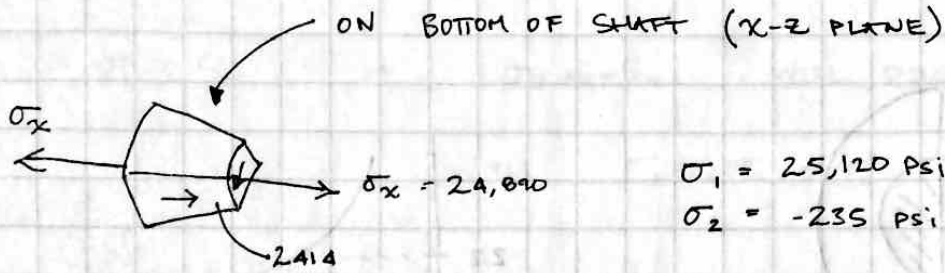 ON BOTTOM OF SHAFT (X-Z PLANE)
σx
σx = 24,890
2414
σ1 = 25,120 PSi
σ2 = -235 PSi